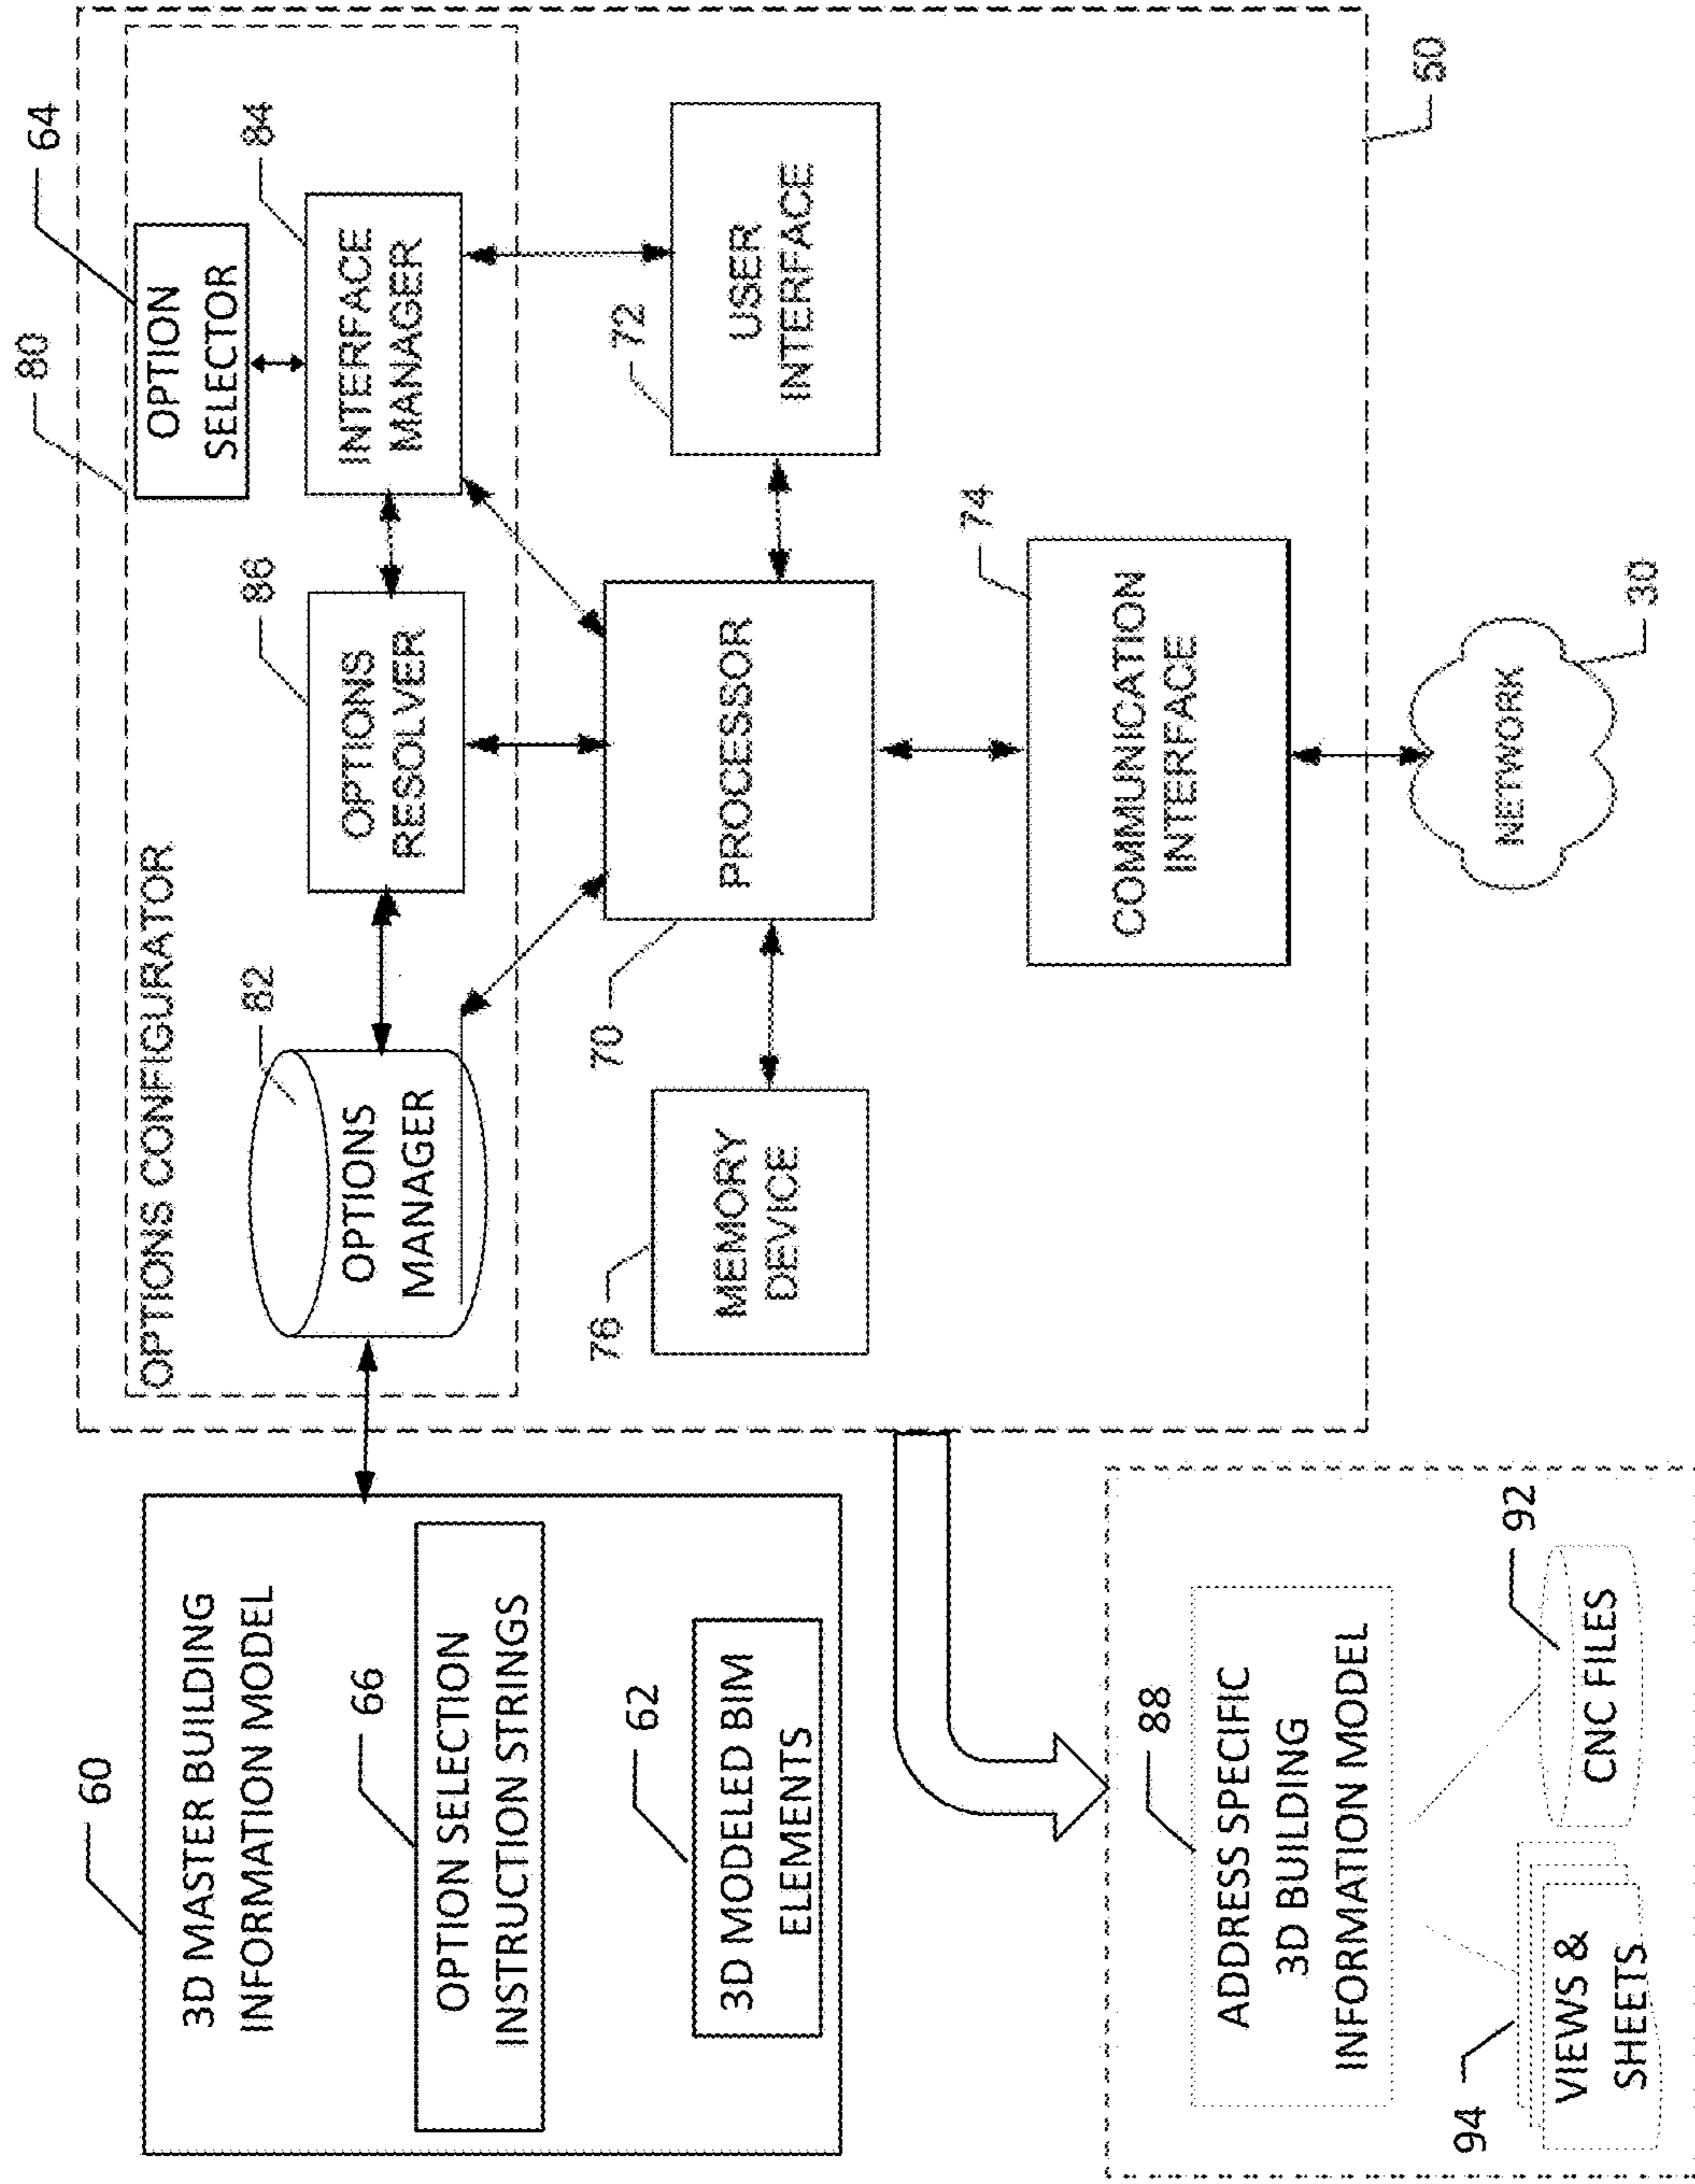 60
3D MASTER BUILDING
INFORMATION MODEL
66
OPTION SELECTION
INSTRUCTION STRINGS
62
3D MODELED BIM
ELEMENTS
80
64
OPTIONS CONFIGURATOR
OPTION
SELECTOR
82
OPTIONS
MANAGER
86
OPTIONS
RESOLVER
84
INTERFACE
MANAGER
76
MEMORY
DEVICE
70
PROCESSOR
72
USER
INTERFACE
74
COMMUNICATION
INTERFACE
50
NETWORK
30
88
ADDRESS SPECIFIC
3D BUILDING
INFORMATION MODEL
94
VIEWS &
SHEETS
92
CNC FILES